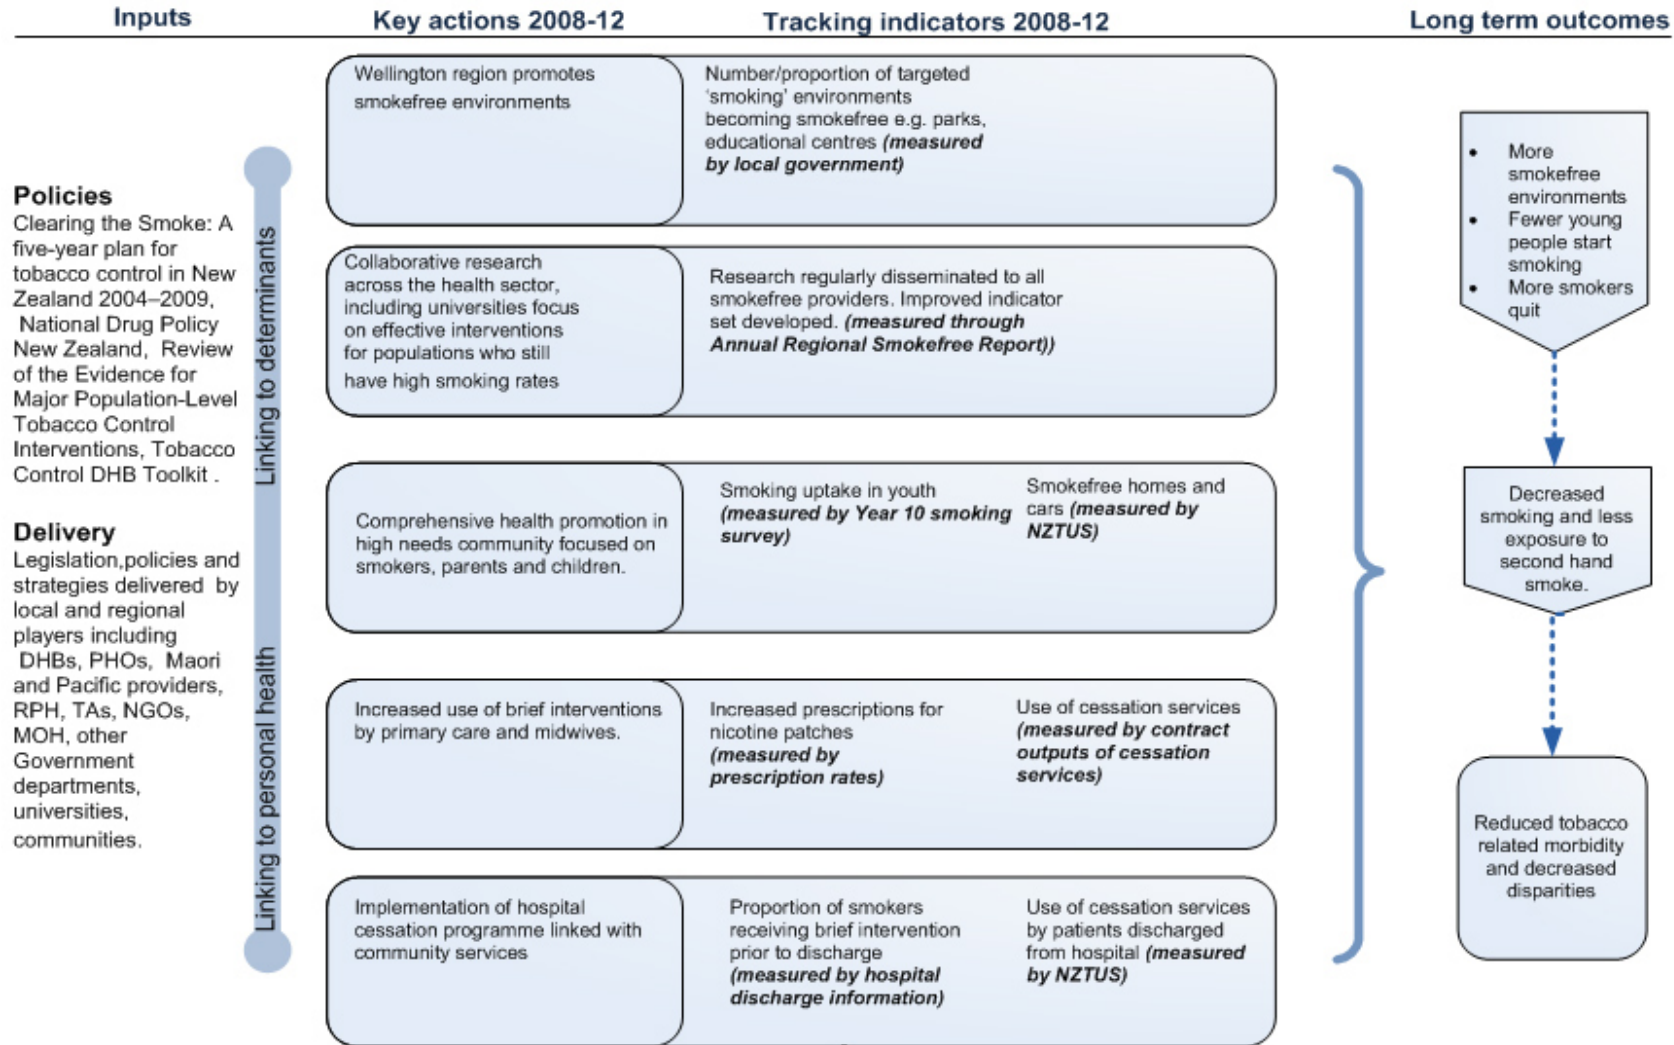 Inputs
Key actions 2008-12
Tracking indicators 2008-12
Long term outcomes
Policies
Clearing the Smoke: A
five-year plan for
tobacco control in New
Zealand 2004–2009,
National Drug Policy
New Zealand, Review
of the Evidence for
Major Population-Level
Tobacco Control
Interventions, Tobacco
Control DHB Toolkit .
Delivery
Legislation,policies and
strategies delivered by
local and regional
players including
DHBs, PHOs, Maori
and Pacific providers,
RPH, TAs, NGOs,
MOH, other
Government
departments,
universities,
communities.
Linking to determinants
Linking to personal health
Wellington region promotes
smokefree environments
Number/proportion of targeted
‘smoking’ environments
becoming smokefree e.g. parks,
educational centres (measured
by local government)
Collaborative research
across the health sector,
including universities focus
on effective interventions
for populations who still
have high smoking rates
Research regularly disseminated to all
smokefree providers. Improved indicator
set developed. (measured through
Annual Regional Smokefree Report))
Comprehensive health promotion in
high needs community focused on
smokers, parents and children.
Smoking uptake in youth
(measured by Year 10 smoking
survey)
Smokefree homes and
cars (measured by
NZTUS)
Increased use of brief interventions
by primary care and midwives.
Increased prescriptions for
nicotine patches
(measured by
prescription rates)
Use of cessation services
(measured by contract
outputs of cessation
services)
Implementation of hospital
cessation programme linked with
community services
Proportion of smokers
receiving brief intervention
prior to discharge
(measured by hospital
discharge information)
Use of cessation services
by patients discharged
from hospital (measured
by NZTUS)
• More
smokefree
environments
• Fewer young
people start
smoking
• More smokers
quit
Decreased
smoking and less
exposure to
second hand
smoke.
Reduced tobacco
related morbidity
and decreased
disparities